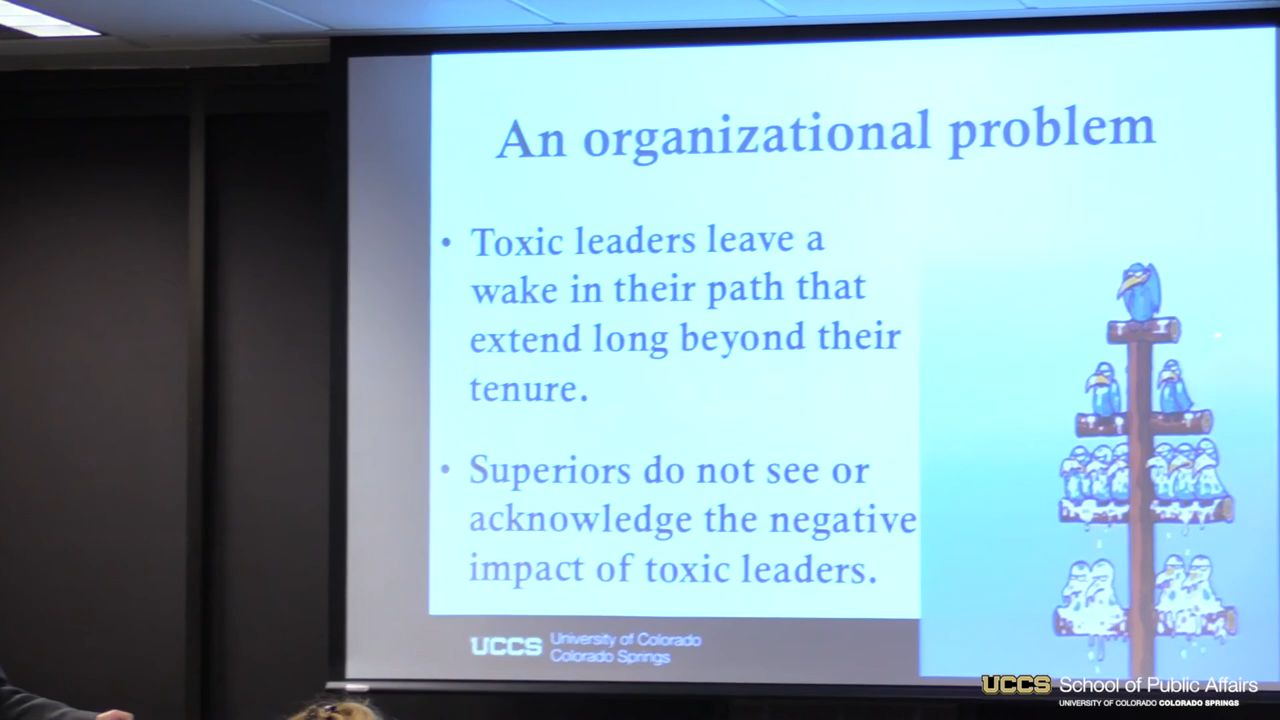 An organizational problem
• Toxic leaders leave a
wake in their path that
extend long beyond their
tenure.
• Superiors do not see or
acknowledge the negative
impact of toxic leaders.
UCCS University of Colorado
Colorado Springs
UCCS School of Public Affairs
UNIVERSITY OF COLORADO COLORADO SPRINGS